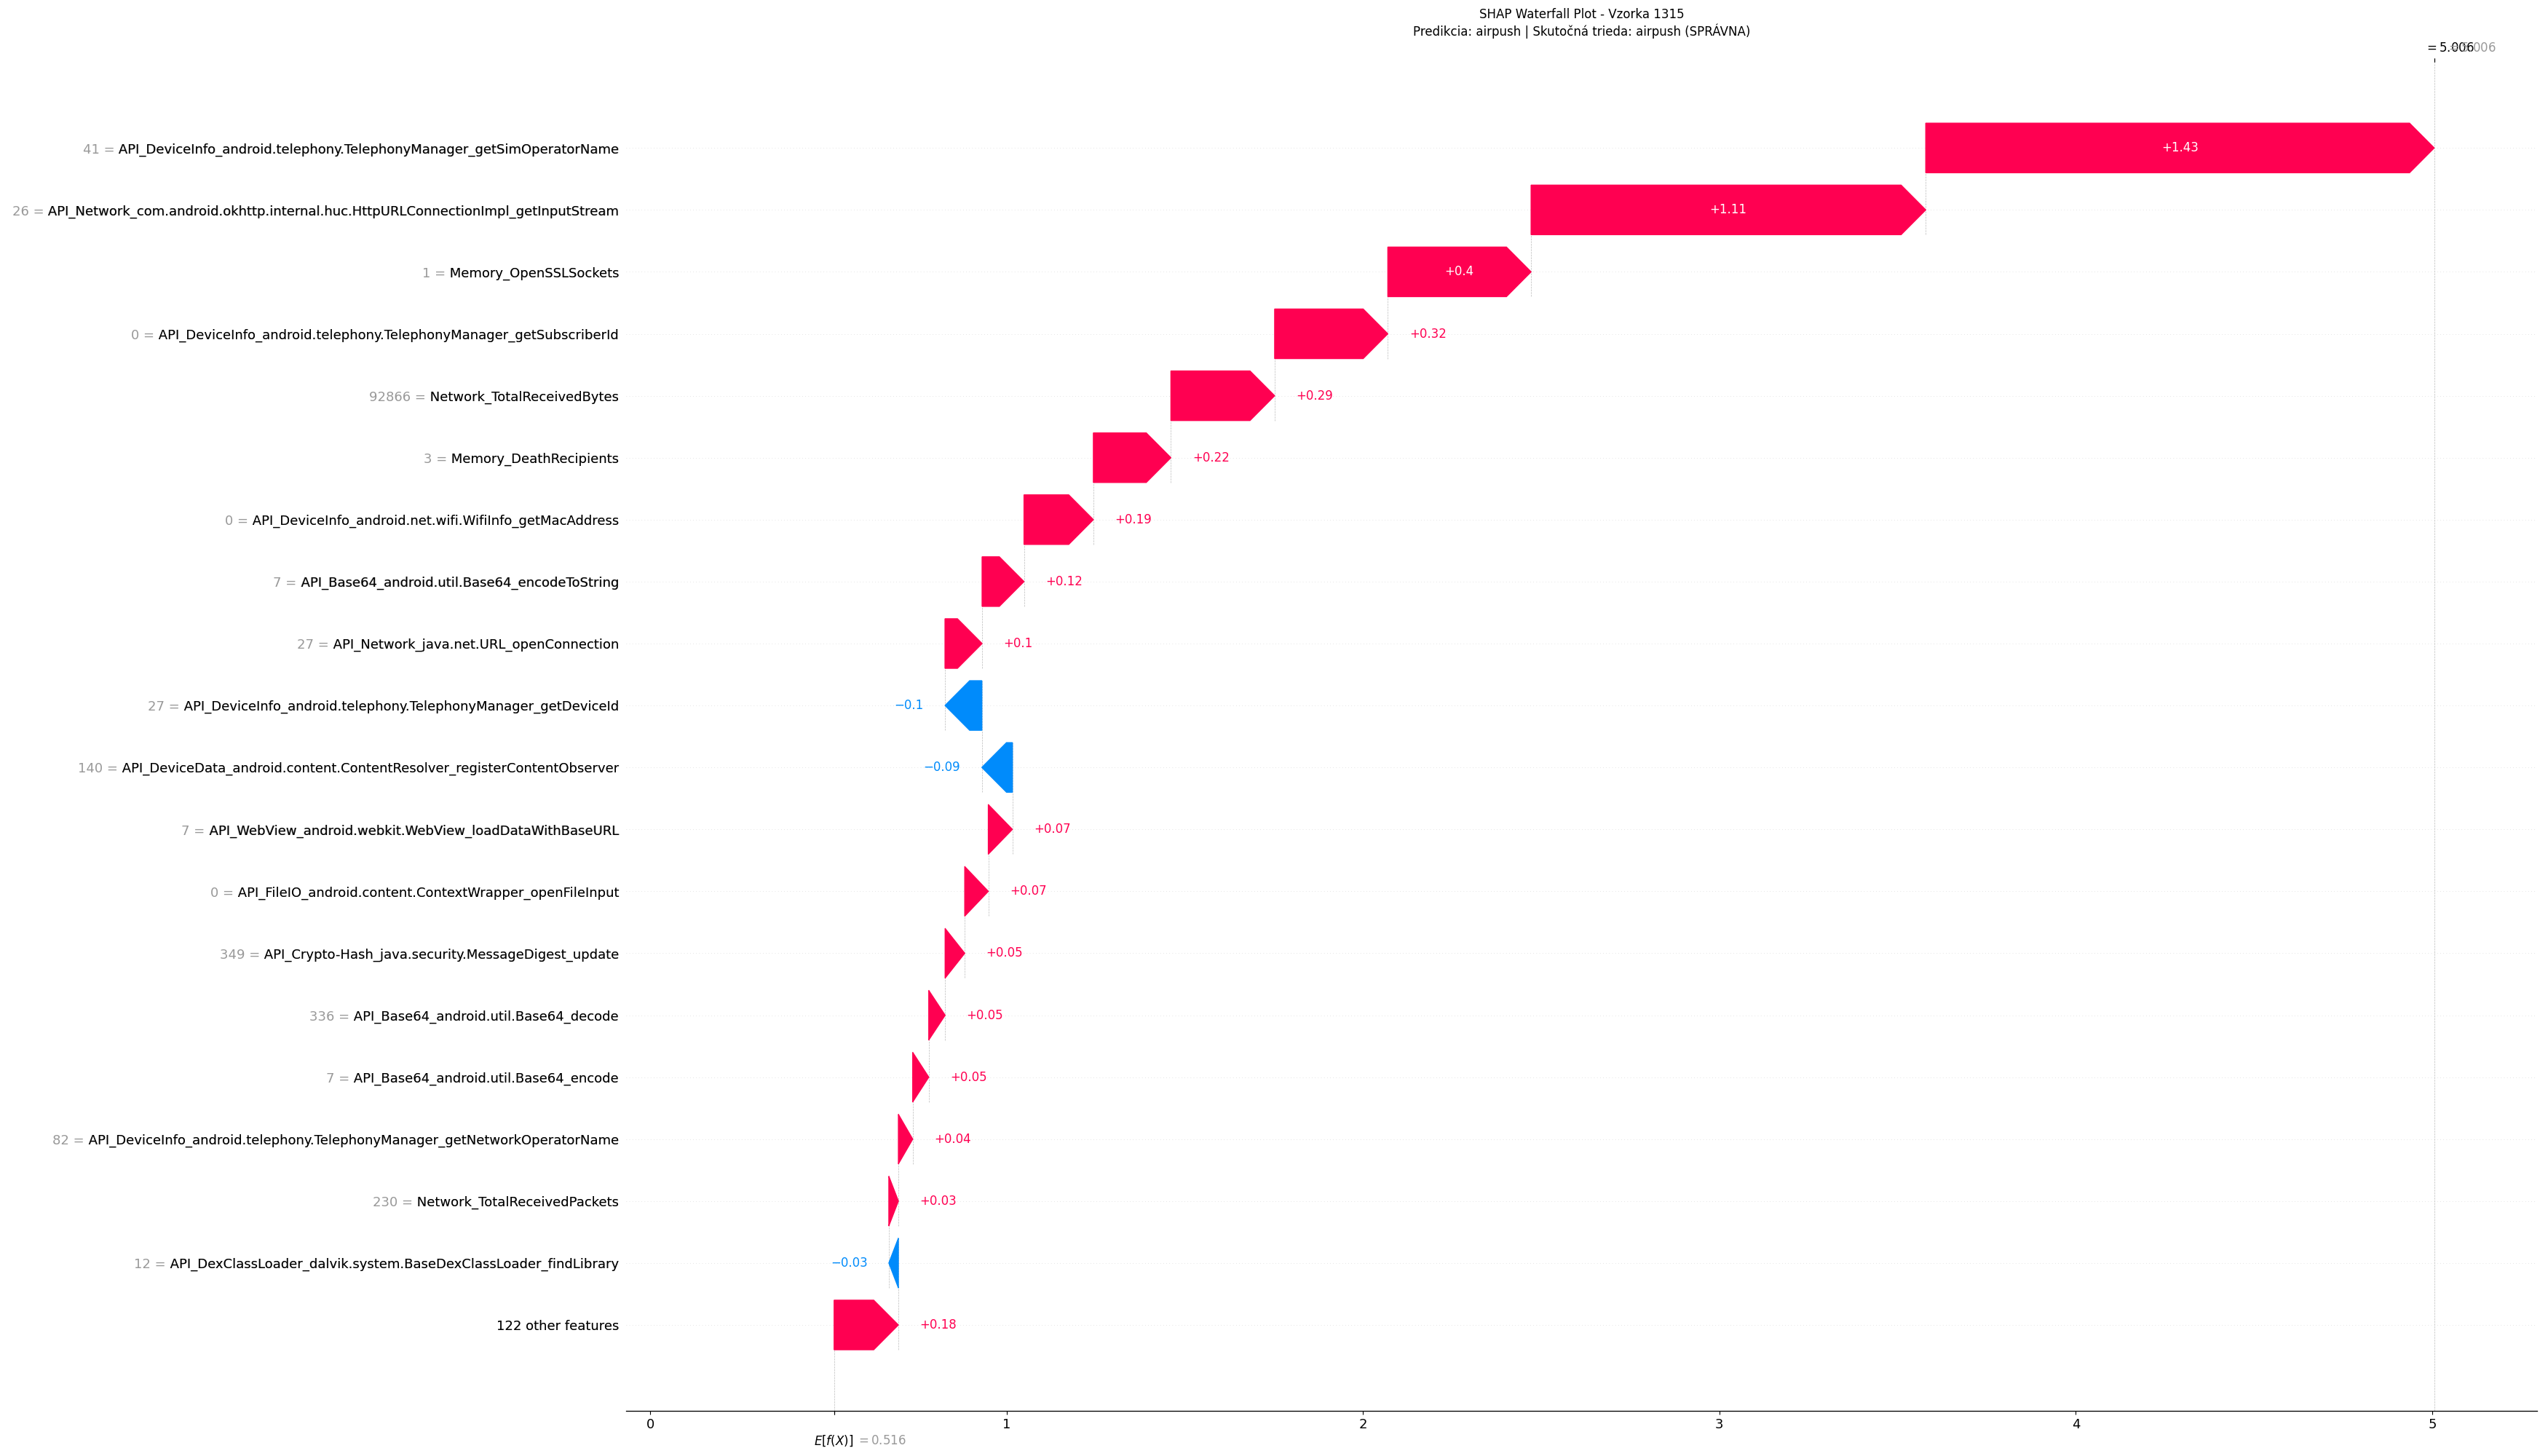 SHAP Waterfall Plot - Vzorka 1315
Predikcia: airpush | Skutočná trieda: airpush (SPRÁVNA)
= 5.006
41 = API_DeviceInfo_android.telephony.TelephonyManager_getSimOperatorName
+1.43
26 = API_Network_com.android.okhttp.internal.huc.HttpURLConnectionImpl_getInputStream
+1.11
1 = Memory_OpenSSLSockets
+0.4
0 = API_DeviceInfo_android.telephony.TelephonyManager_getSubscriberId
+0.32
92866 = Network_TotalReceivedBytes
+0.29
3 = Memory_DeathRecipients
+0.22
0 = API_DeviceInfo_android.net.wifi.WifiInfo_getMacAddress
+0.19
7 = API_Base64_android.util.Base64_encodeToString
+0.12
27 = API_Network_java.net.URL_openConnection
+0.1
27 = API_DeviceInfo_android.telephony.TelephonyManager_getDeviceId
−0.1
140 = API_DeviceData_android.content.ContentResolver_registerContentObserver
−0.09
7 = API_WebView_android.webkit.WebView_loadDataWithBaseURL
+0.07
0 = API_FileIO_android.content.ContextWrapper_openFileInput
+0.07
349 = API_Crypto-Hash_java.security.MessageDigest_update
+0.05
336 = API_Base64_android.util.Base64_decode
+0.05
7 = API_Base64_android.util.Base64_encode
+0.05
82 = API_DeviceInfo_android.telephony.TelephonyManager_getNetworkOperatorName
+0.04
230 = Network_TotalReceivedPackets
+0.03
12 = API_DexClassLoader_dalvik.system.BaseDexClassLoader_findLibrary
−0.03
122 other features
+0.18
0 1 2 3 4 5
E[f(X)] = 0.516